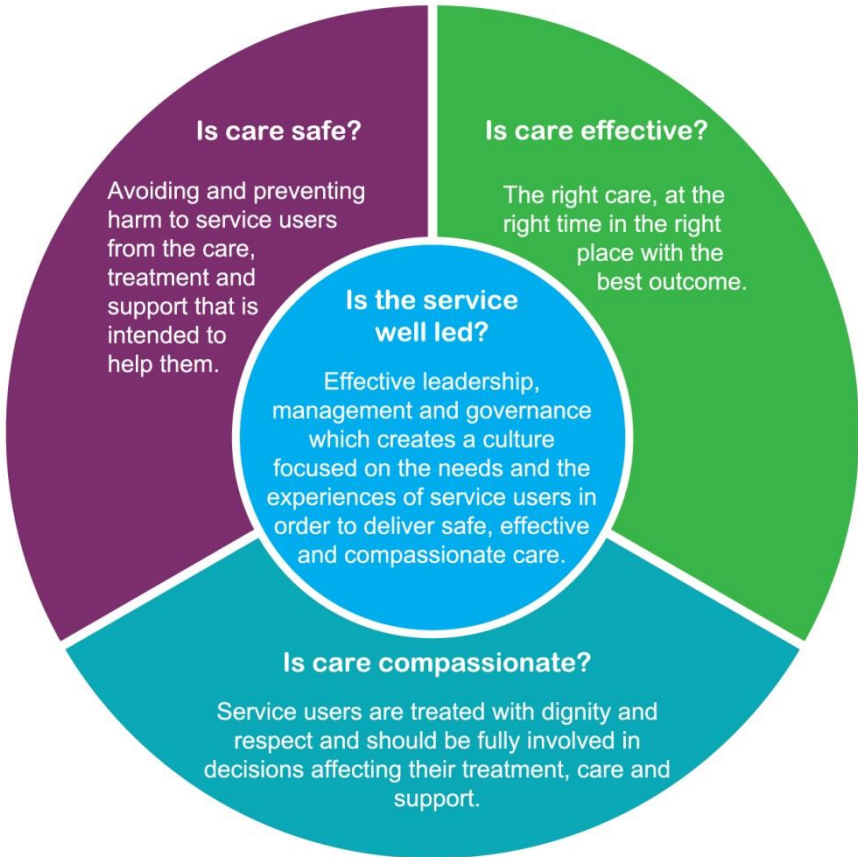 Is care safe?
Avoiding and preventing
harm to service users
from the care,
treatment and
support that is
intended to
help them.
Is care effective?
The right care, at the
right time in the right
place with the
best outcome.
Is the service
well led?
Effective leadership,
management and governance
which creates a culture
focused on the needs and the
experiences of service users in
order to deliver safe, effective
and compassionate care.
Is care compassionate?
Service users are treated with dignity and
respect and should be fully involved in
decisions affecting their treatment, care and
support.